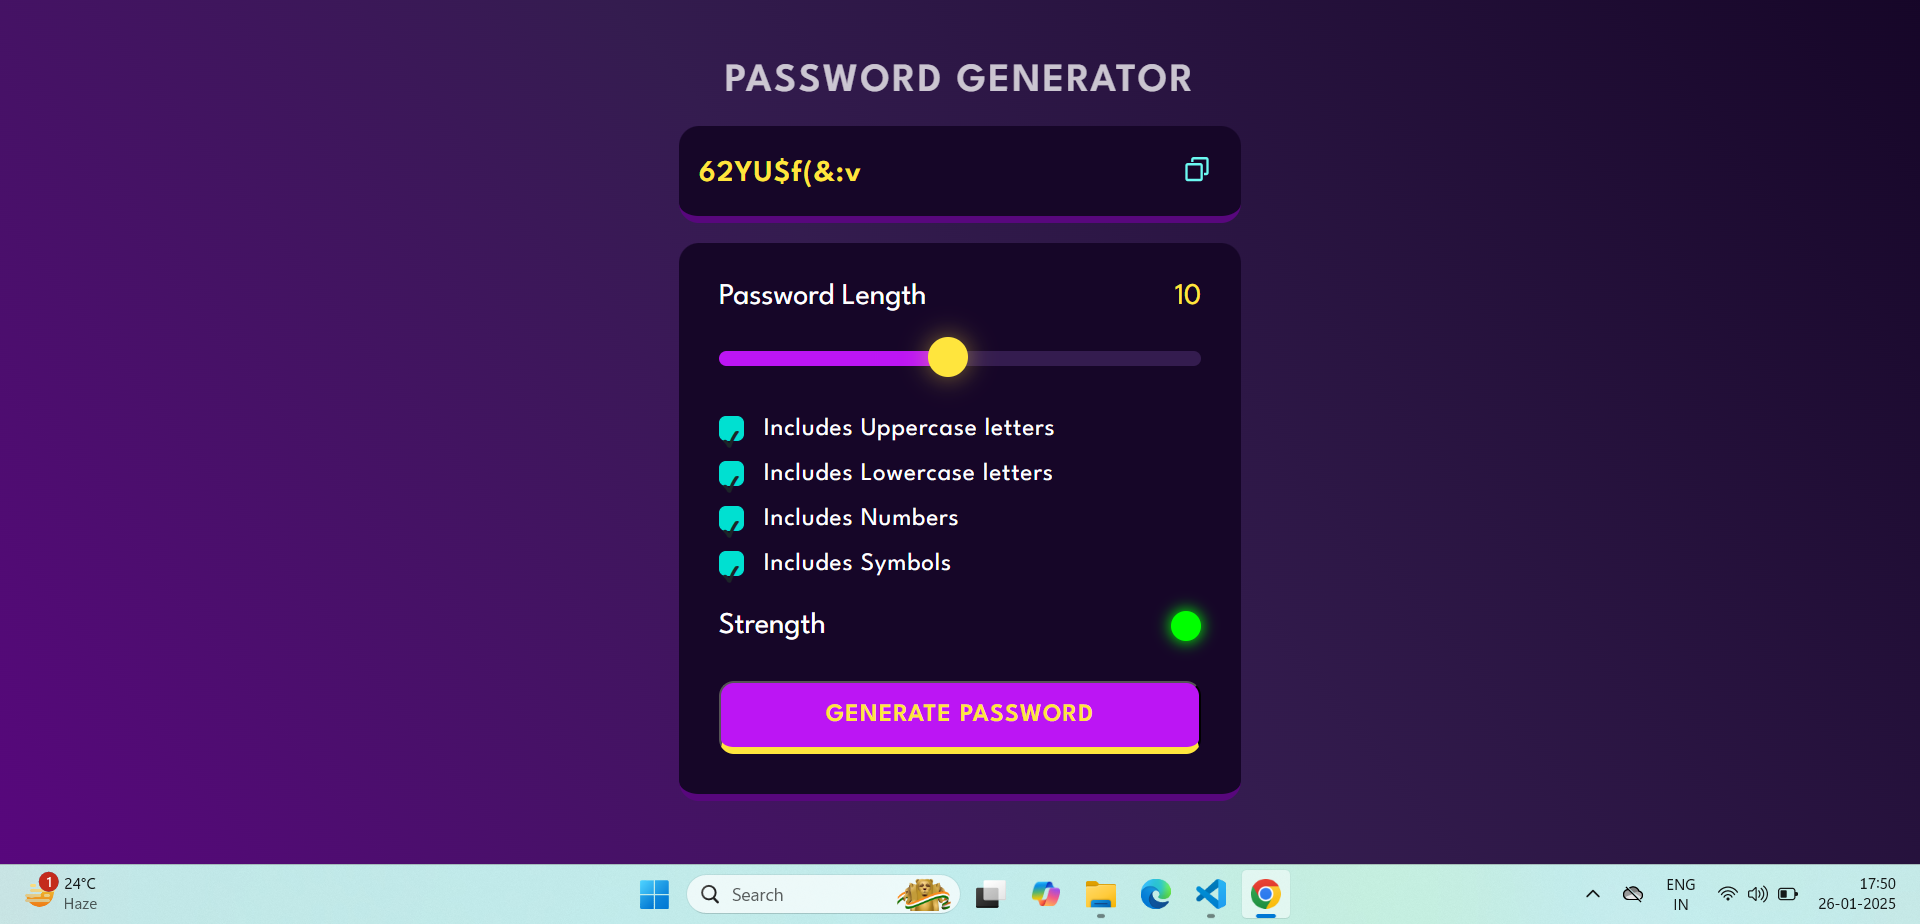 PASSWORD GENERATOR
62YU$f(&:v
Password Length 10
Includes Uppercase letters
Includes Lowercase letters
Includes Numbers
Includes Symbols
Strength
GENERATE PASSWORD
1
24°C
Haze
Search
ENG
IN
17:50
26-01-2025